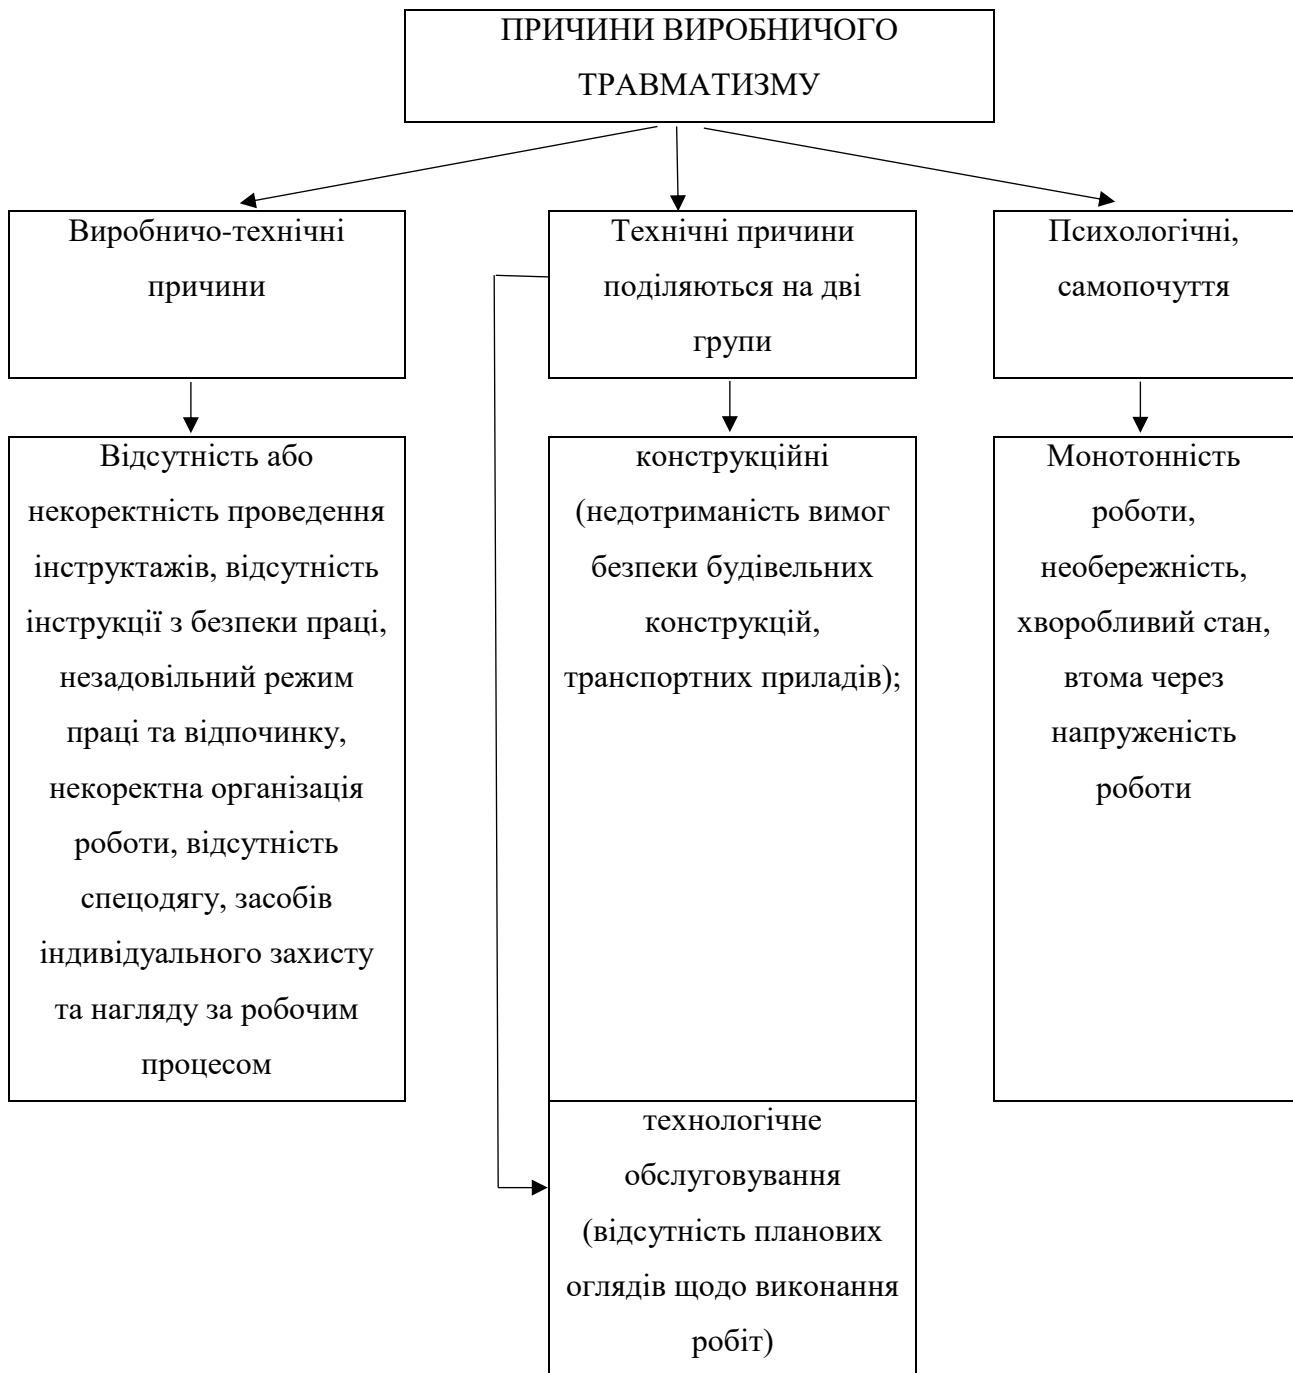 ПРИЧИНИ ВИРОБНИЧОГО
ТРАВМАТИЗМУ
Виробничо-технічні
причини
Технічні причини
поділяються на дві
групи
Психологічні,
самопочуття
Відсутність або
некоректність проведення
інструктажів, відсутність
інструкції з безпеки праці,
незадовільний режим
праці та відпочинку,
некоректна організація
роботи, відсутність
спецодягу, засобів
індивідуального захисту
та нагляду за робочим
процесом
конструкційні
(недотриманість вимог
безпеки будівельних
конструкцій,
транспортних приладів);
Монотонність
роботи,
необережність,
хворобливий стан,
втома через
напруженість
роботи
технологічне
обслуговування
(відсутність планових
оглядів щодо виконання
робіт)